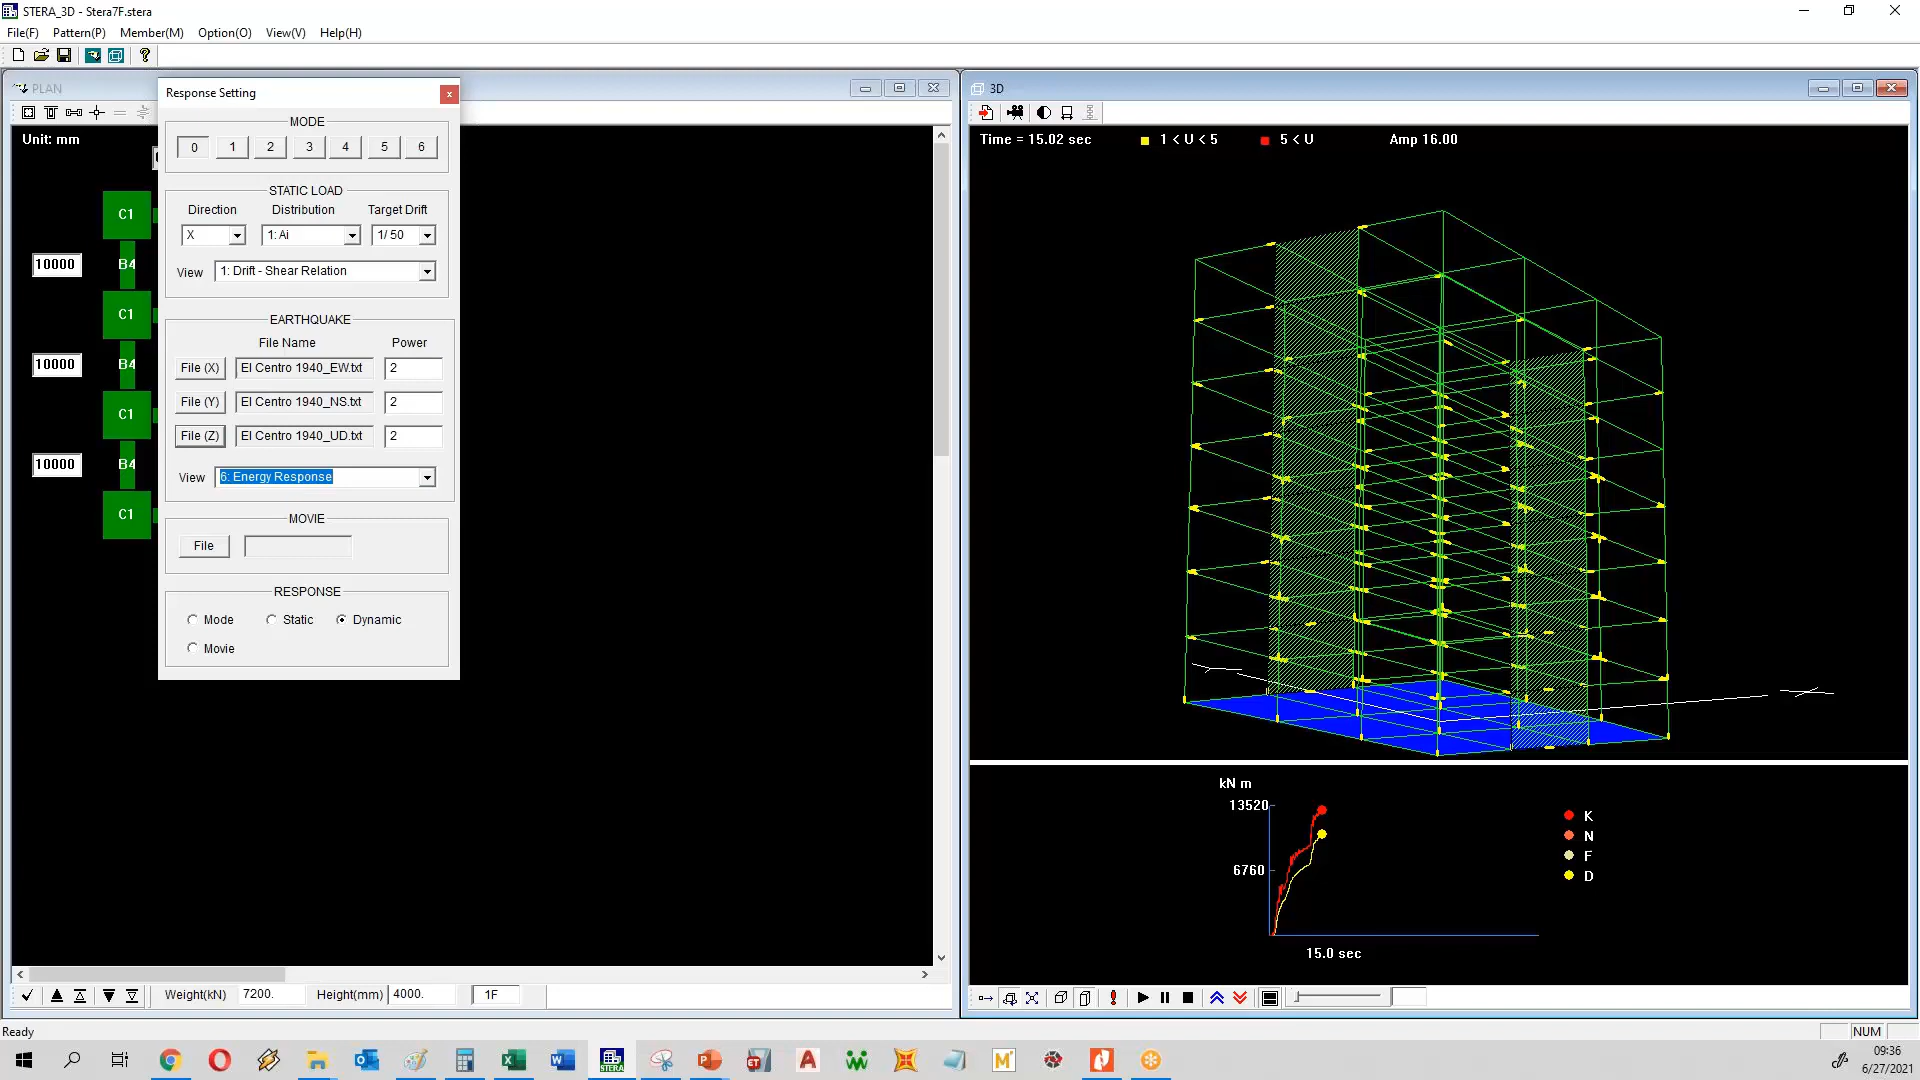 STERA_3D - Stera7F.stera
File(F) Pattern(P) Member(M) Option(O) View(V) Help(H)
PLAN
Unit: mm
C1
10000 B4
C1
10000 B4
C1
10000 B4
C1
Response Setting
MODE
0 1 2 3 4 5 6
STATIC LOAD
Direction Distribution Target Drift
X 1: Ai 1/ 50
View 1: Drift - Shear Relation
EARTHQUAKE
File Name Power
File (X) El Centro 1940_EW.txt 2
File (Y) El Centro 1940_NS.txt 2
File (Z) El Centro 1940_UD.txt 2
View 6: Energy Response
MOVIE
File
RESPONSE
Mode Static Dynamic
Movie
Weight(kN) 7200. Height(mm) 4000. 1F
3D
Time = 15.02 sec 1 < U < 5 5 < U Amp 16.00
kN m
13520
6760
15.0 sec
K
N
F
D
Ready
NUM
STERA
09:36
6/27/2021